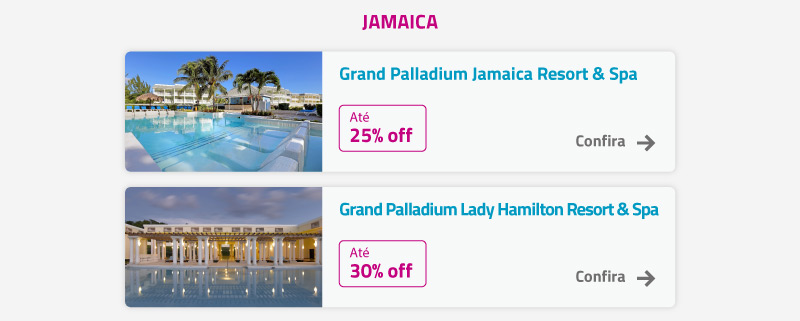 JAMAICA
Grand Palladium Jamaica Resort & Spa
Até
25% off
Confira
Grand Palladium Lady Hamilton Resort & Spa
Até
30% off
Confira